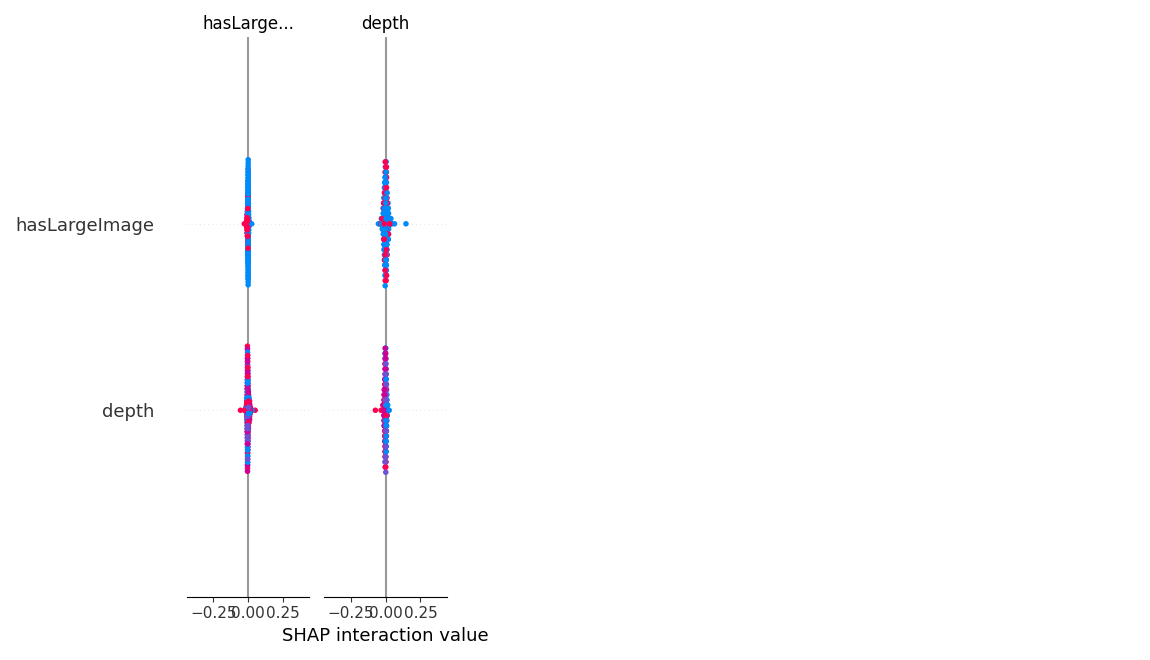 hasLarge... depth
hasLargeImage
depth
−0.25 0.00 0.25 −0.25 0.00 0.25
SHAP interaction value